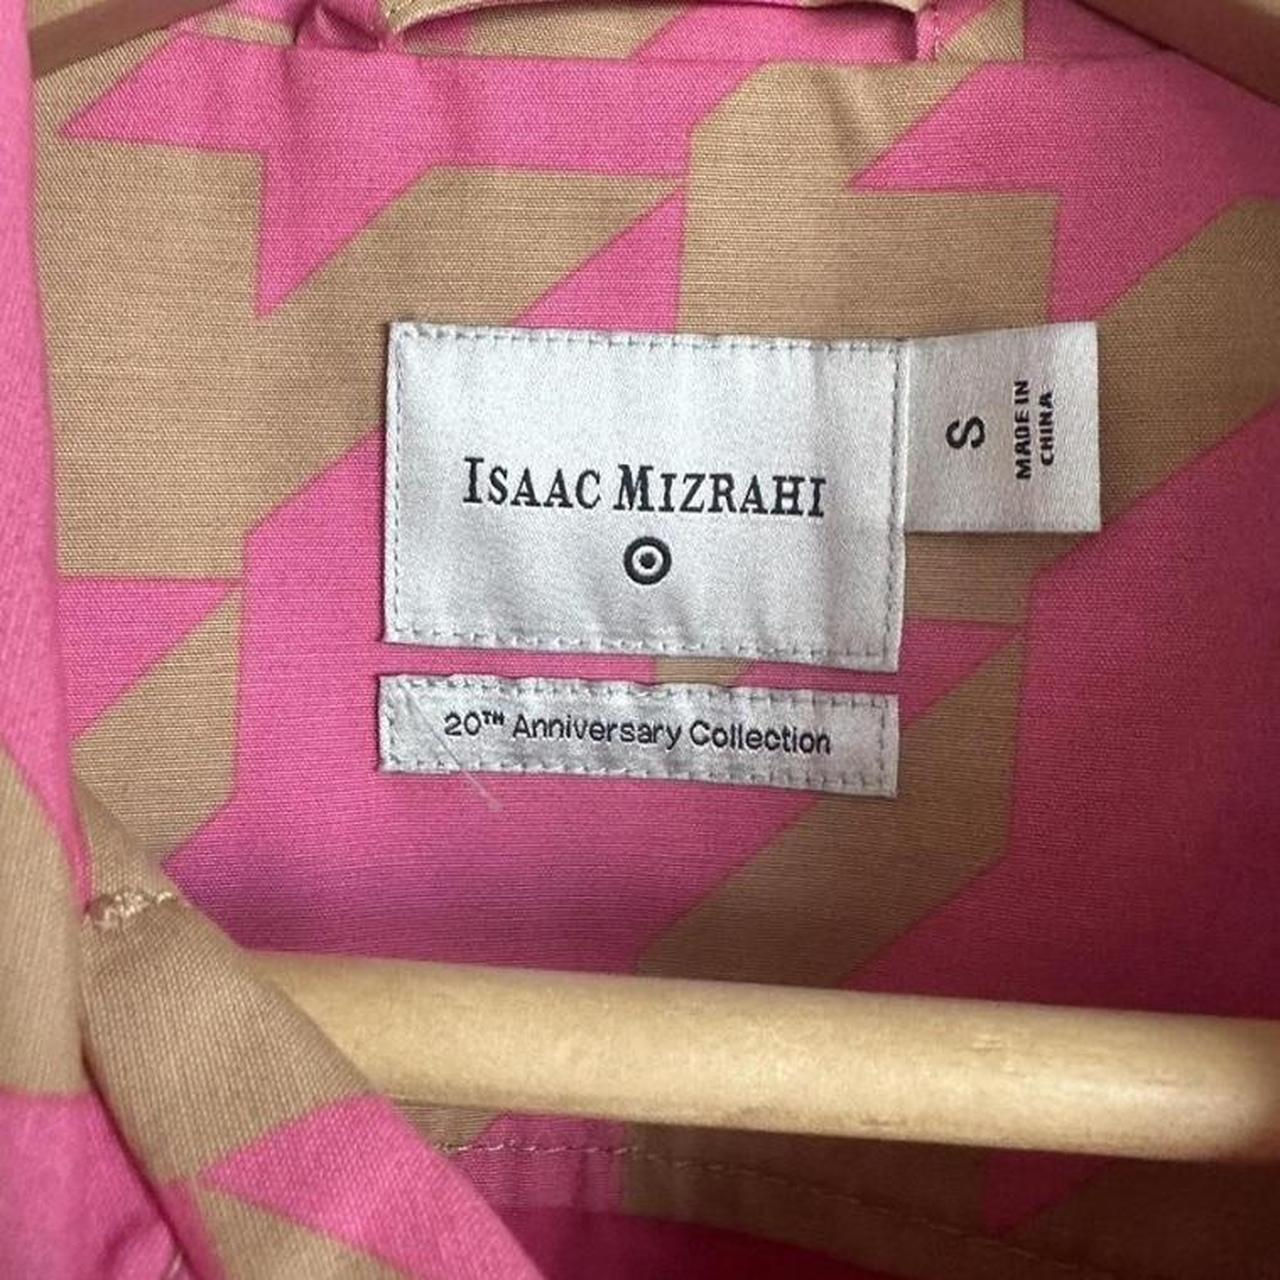 ISAAC MIZRAHI
S
MADE IN
CHINA
20TH Anniversary Collection